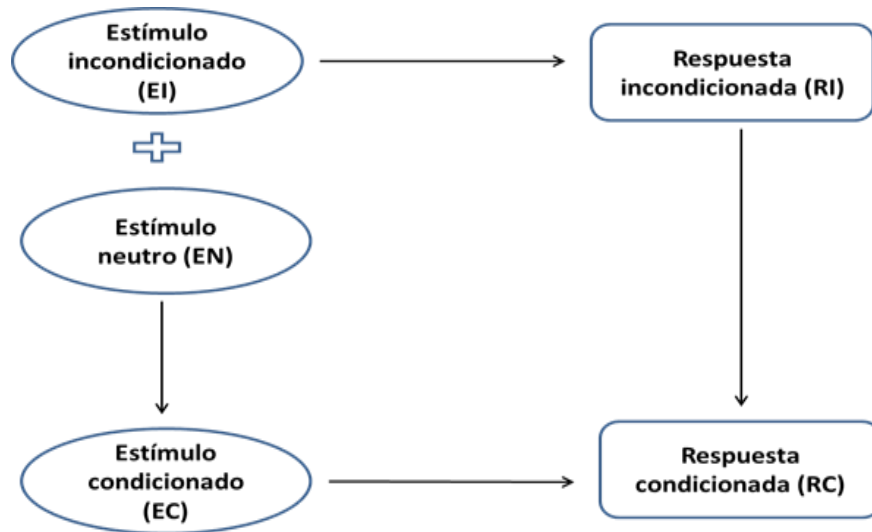 Estímulo
incondicionado
(EI)
Respuesta
incondicionada (RI)
Estímulo
neutro (EN)
Estímulo
condicionado
(EC)
Respuesta
condicionada (RC)